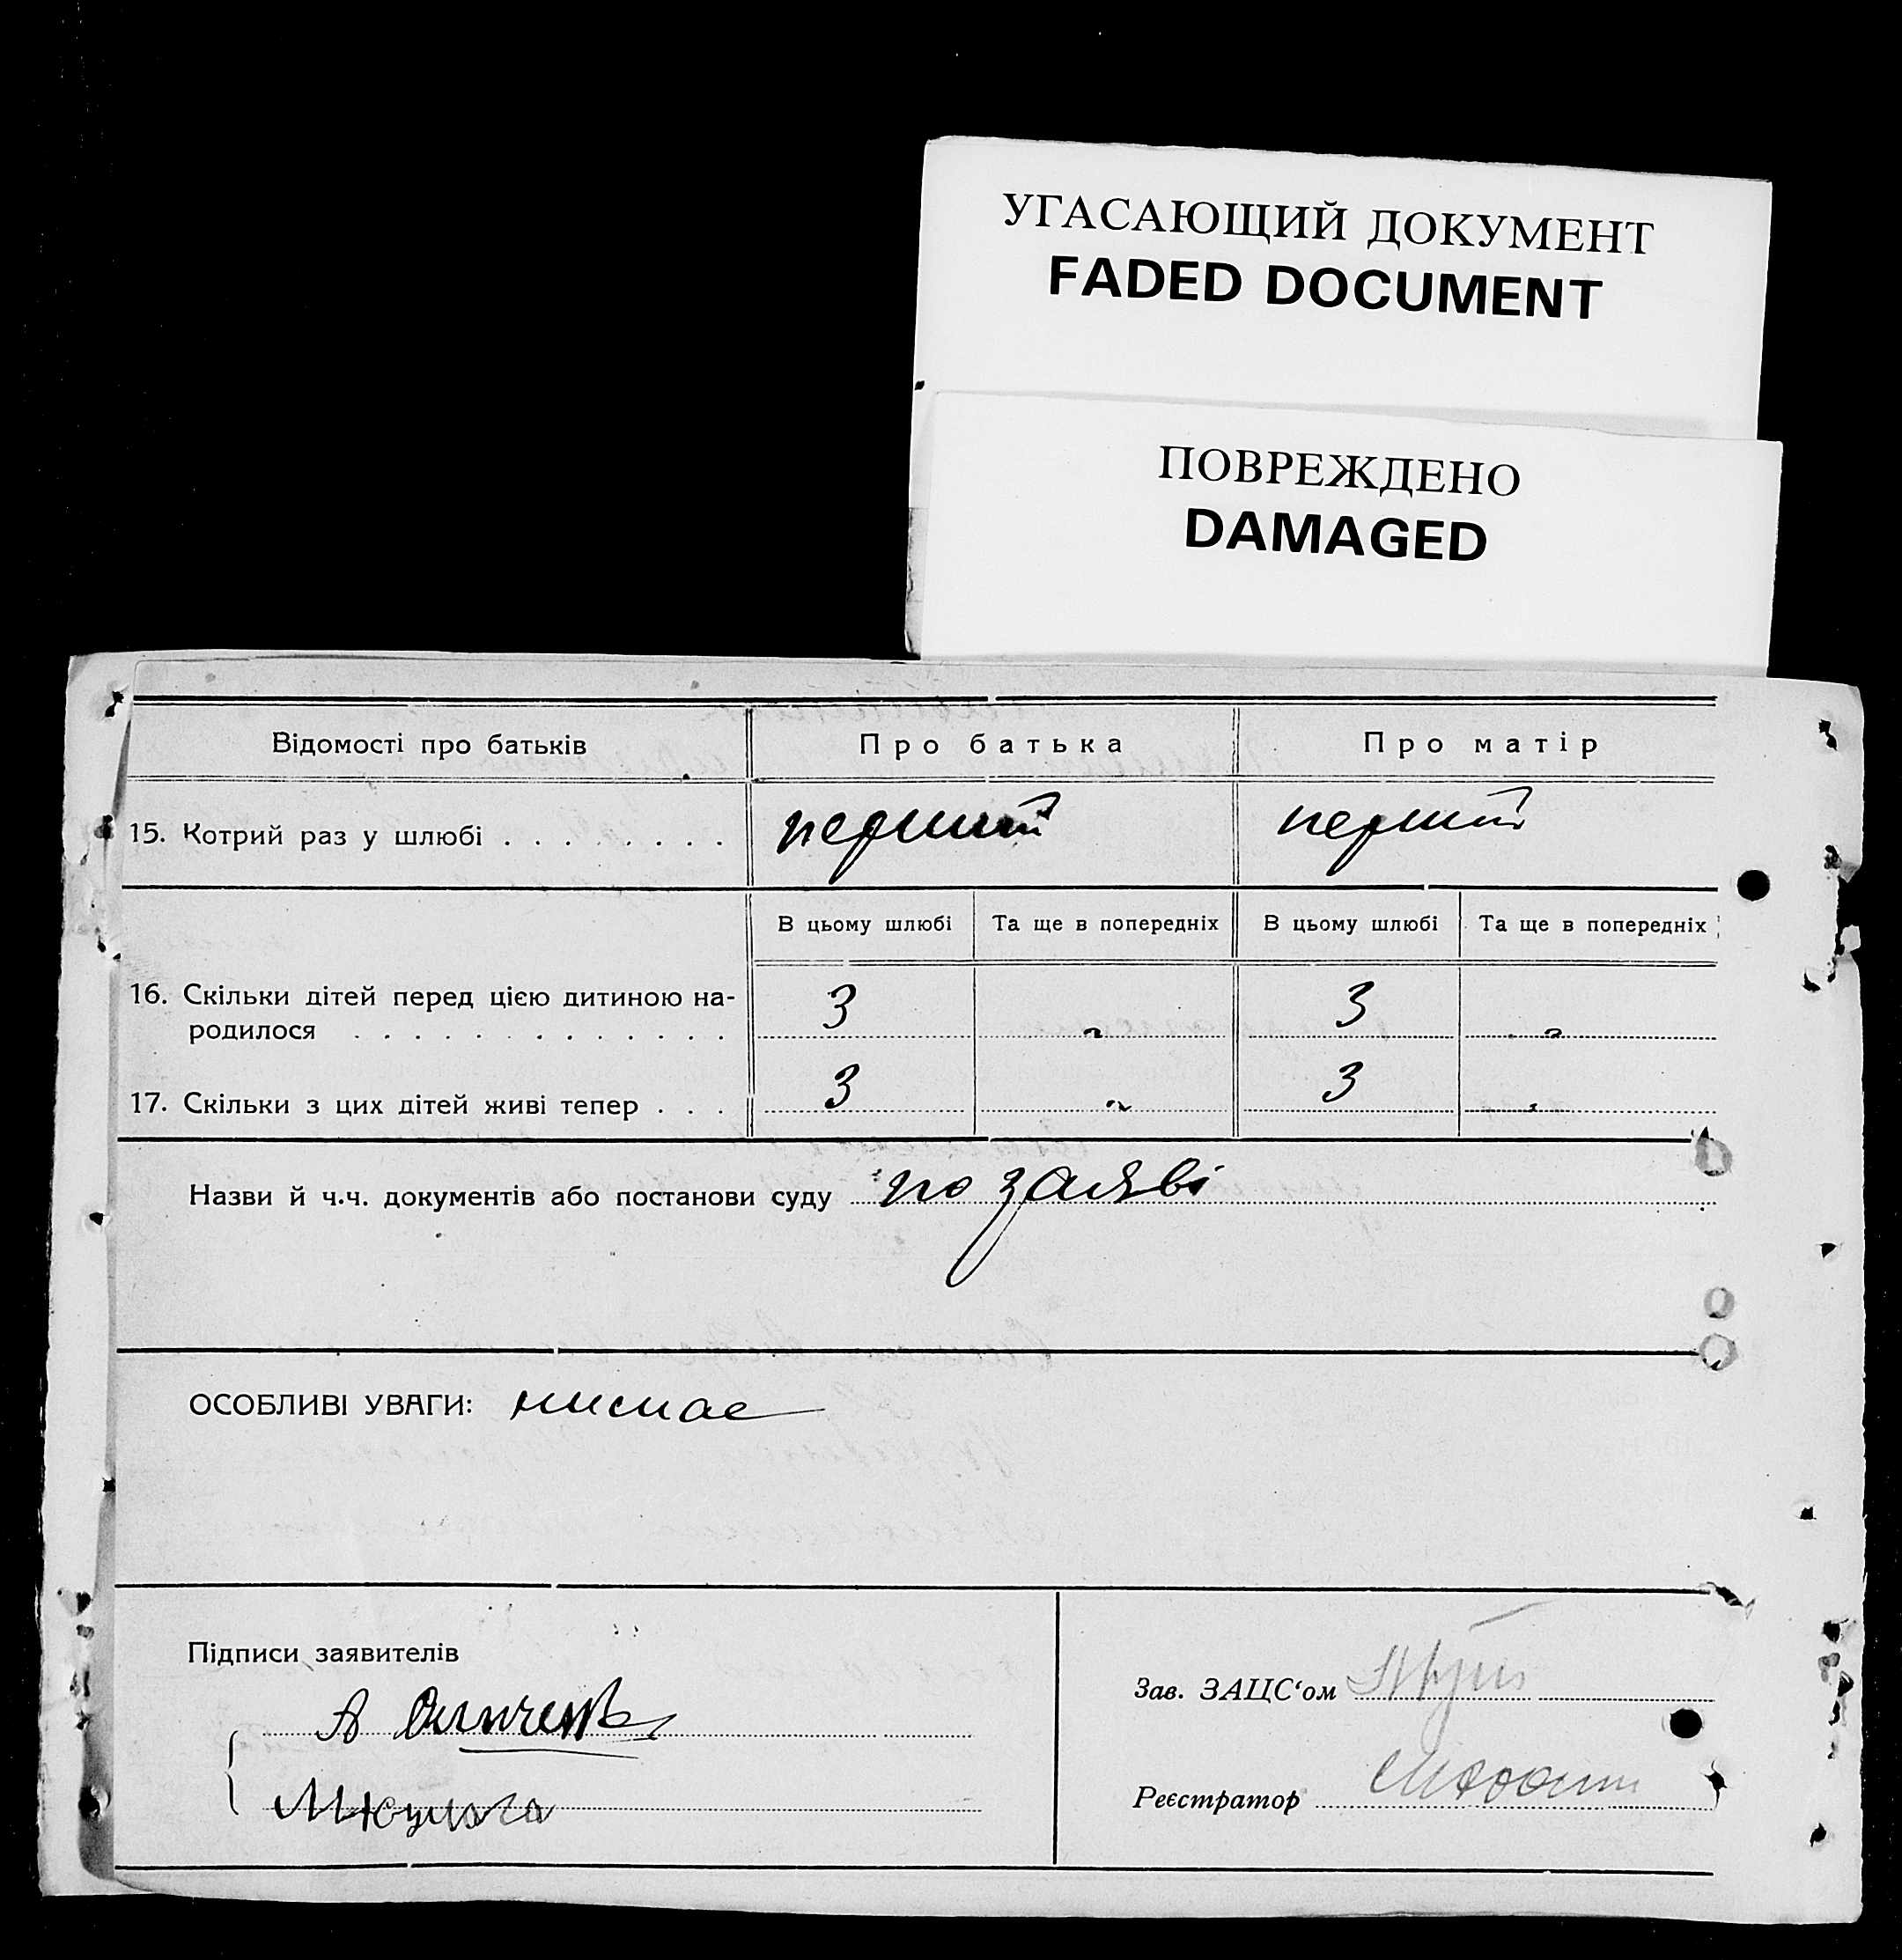 УГАСАЮЩИЙ ДОКУМЕНТ
FADED DOCUMENT
ПОВРЕЖДЕНО
DAMAGED
Відомості про батьків Про батька Про матір
15. Котрий раз у шлюбі . . . . . . . . перший перший
В цьому шлюбі Та ще в попередніх В цьому шлюбі Та ще в попередніх
16. Скільки дітей перед цією дитиною на-
родилося . . . . . . . . . . . . . 3 „ 3 „
17. Скільки з цих дітей живі тепер . . . 3 „ 3 „
Назви й ч.ч. документів або постанови суду по заяві
ОСОБЛИВІ УВАГИ: нимає
Підписи заявителів
Зав. ЗАЦС‘ом
А
Реєстратор